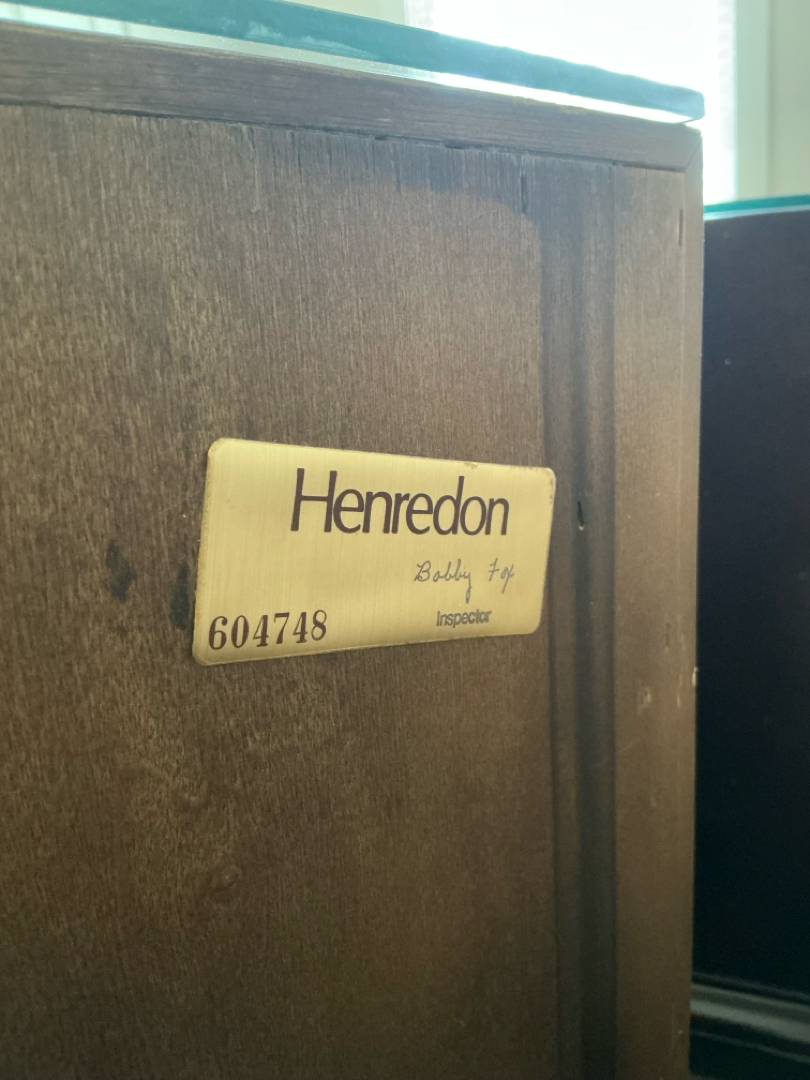 Henredon
Bobby Fox
Inspector
604748